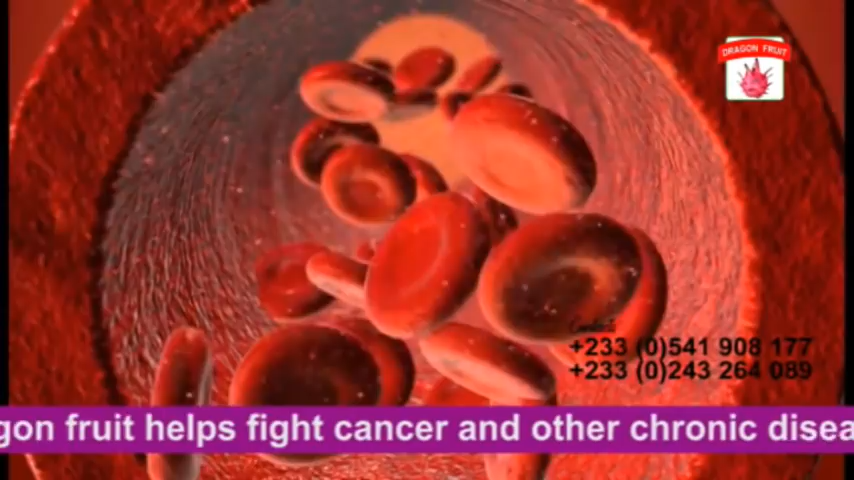 DRAGON FRUIT
Contacts
+233 (0)541 908 177
+233 (0)243 264 089
gon fruit helps fight cancer and other chronic disea